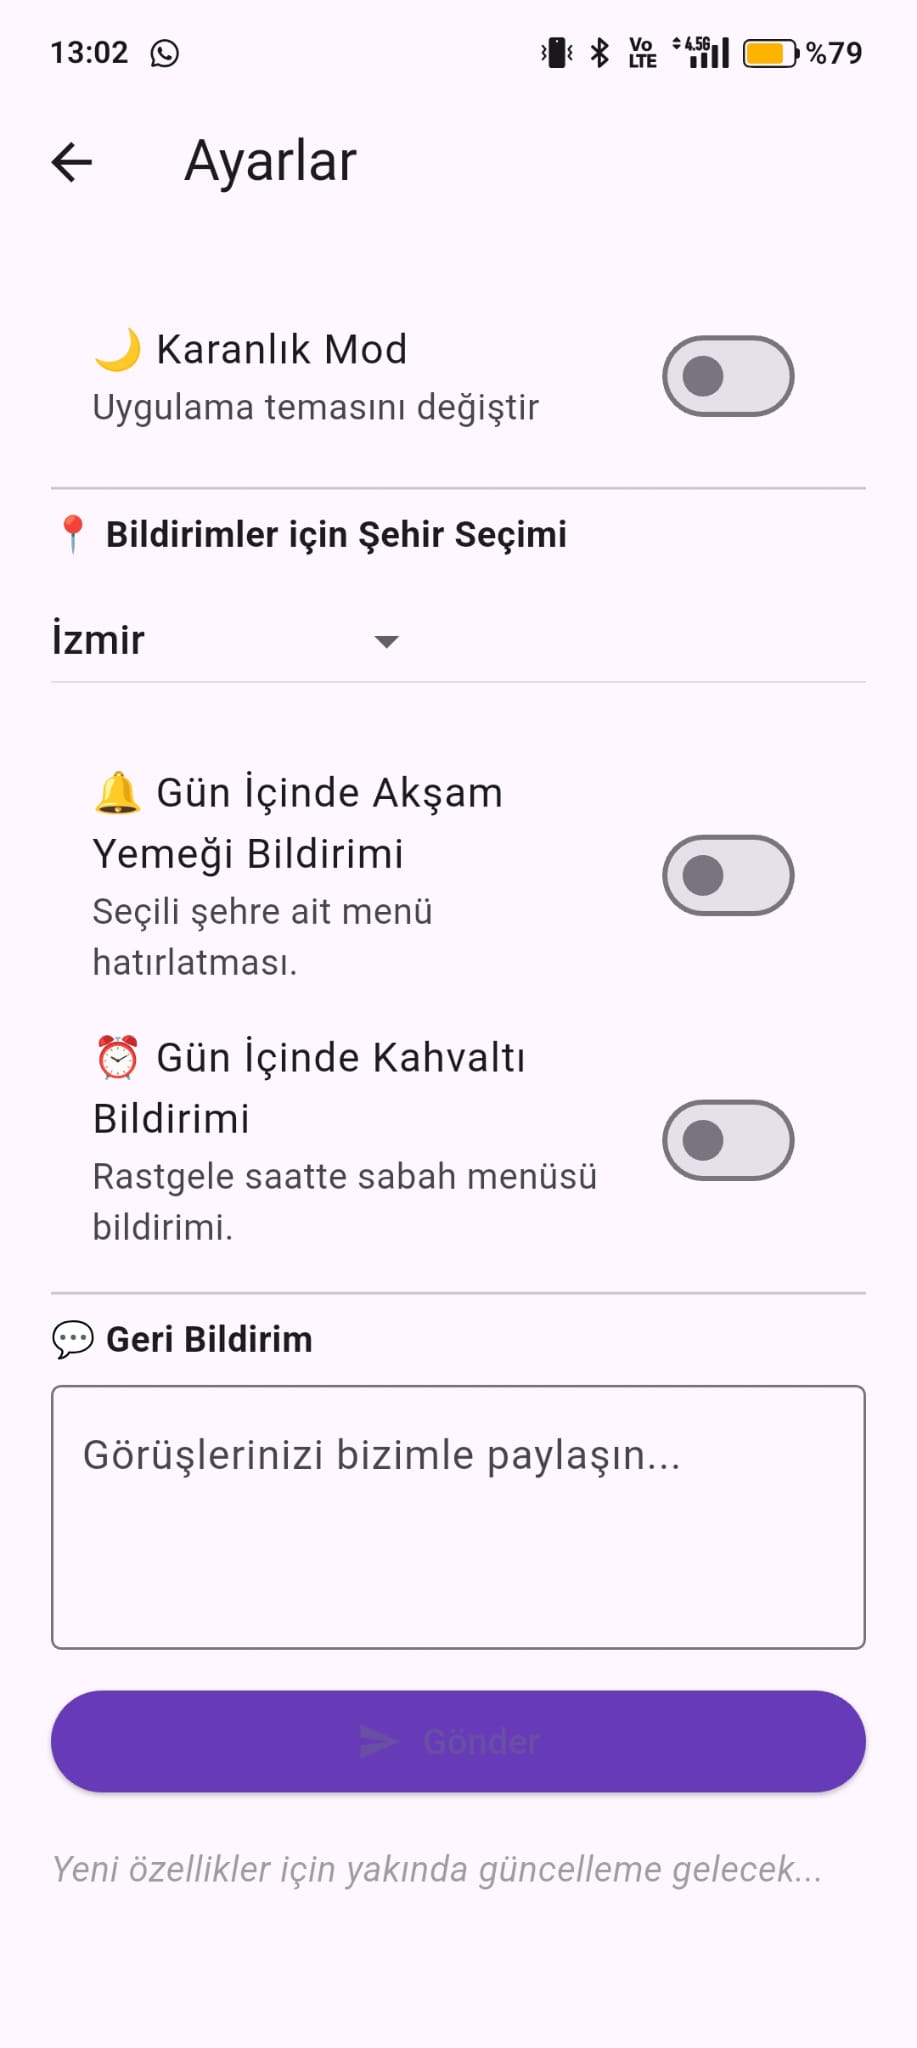 13:02 Vo LTE 4.5G %79
Ayarlar
🌙 Karanlık Mod
Uygulama temasını değiştir
📍 Bildirimler için Şehir Seçimi
İzmir
🔔 Gün İçinde Akşam
Yemeği Bildirimi
Seçili şehre ait menü
hatırlatması.
⏰ Gün İçinde Kahvaltı
Bildirimi
Rastgele saatte sabah menüsü
bildirimi.
💬 Geri Bildirim
Görüşlerinizi bizimle paylaşın...
Gönder
Yeni özellikler için yakında güncelleme gelecek...